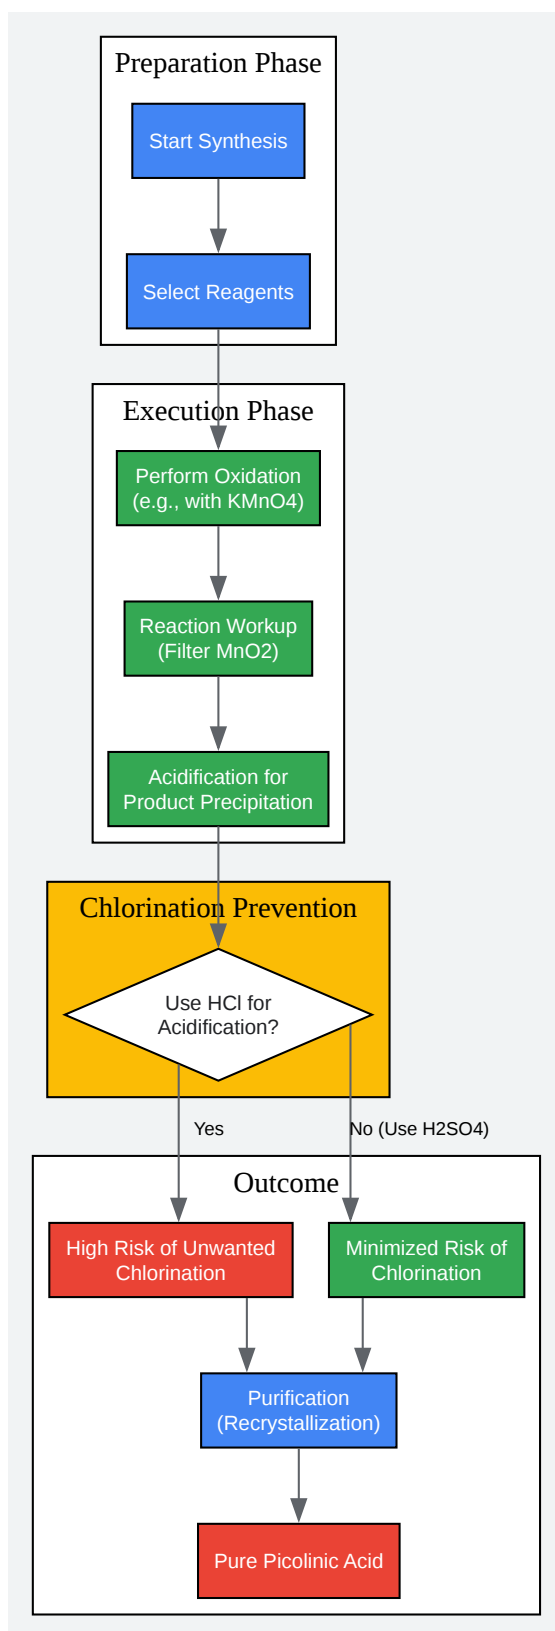 Preparation Phase
Start Synthesis
Select Reagents
Execution Phase
Perform Oxidation
(e.g., with KMnO4)
Reaction Workup
(Filter MnO2)
Acidification for
Product Precipitation
Chlorination Prevention
Use HCl for
Acidification?
Yes
No (Use H2SO4)
Outcome
High Risk of Unwanted
Chlorination
Minimized Risk of
Chlorination
Purification
(Recrystallization)
Pure Picolinic Acid